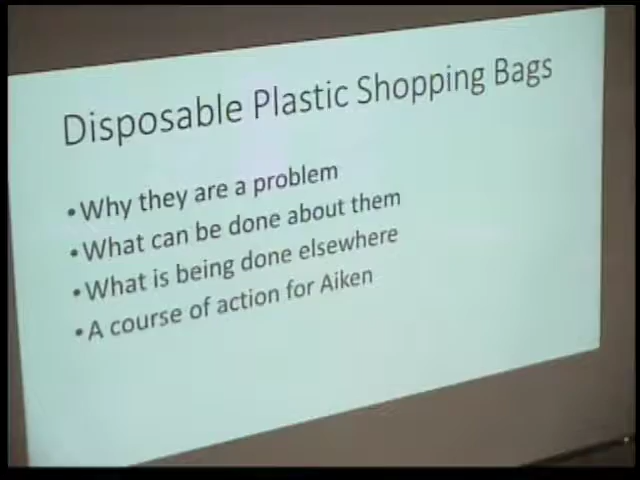 Disposable Plastic Shopping Bags
•Why they are a problem
•What can be done about them
•What is being done elsewhere
•A course of action for Aiken